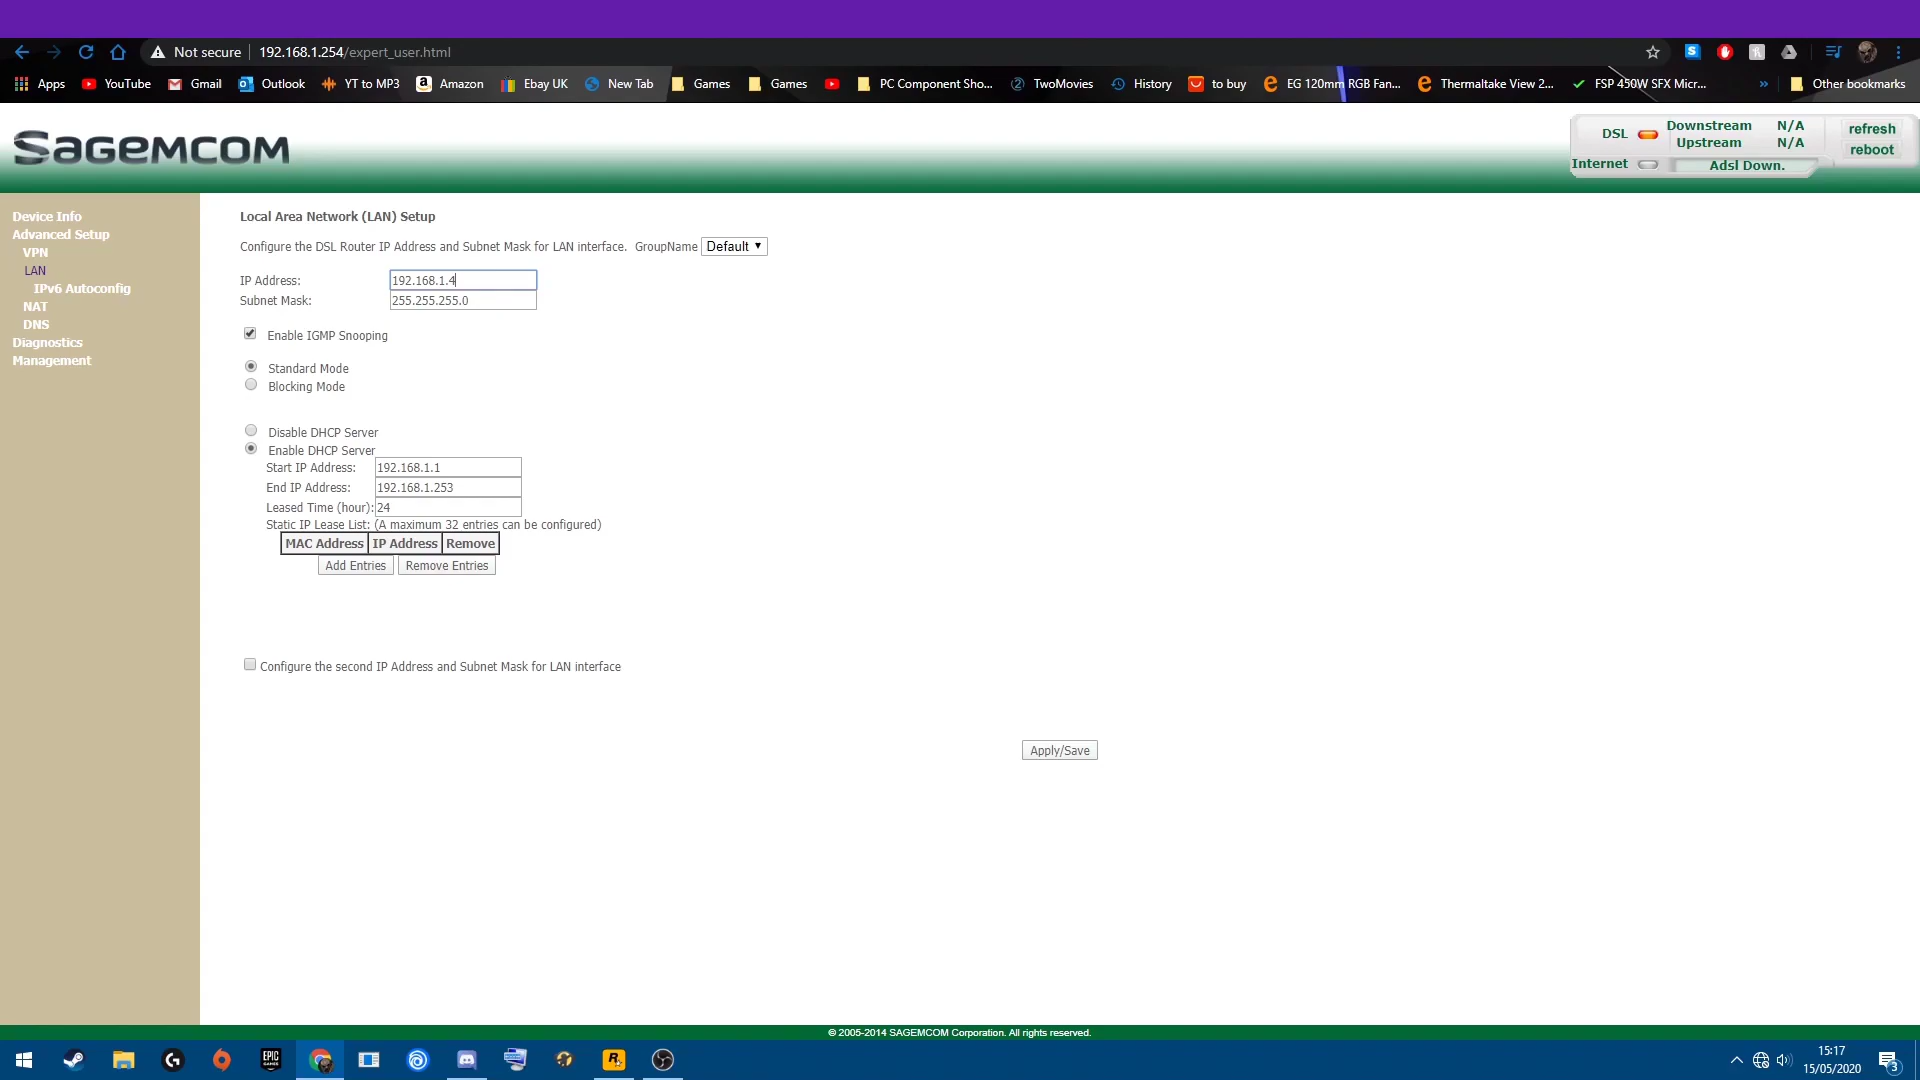 Not secure 192.168.1.254/expert_user.html
Apps YouTube Gmail Outlook YT to MP3 Amazon Ebay UK New Tab Games Games PC Component Sho... TwoMovies History to buy EG 120mm RGB Fan... Thermaltake View 2... FSP 450W SFX Micr... » Other bookmarks
SAGEMCOM
DSL Downstream N/A refresh
Upstream N/A reboot
Internet Adsl Down.
Device Info
Advanced Setup
VPN
LAN
IPv6 Autoconfig
NAT
DNS
Diagnostics
Management
Local Area Network (LAN) Setup
Configure the DSL Router IP Address and Subnet Mask for LAN interface. GroupName Default
IP Address: 192.168.1.4
Subnet Mask: 255.255.255.0
Enable IGMP Snooping
Standard Mode
Blocking Mode
Disable DHCP Server
Enable DHCP Server
Start IP Address: 192.168.1.1
End IP Address: 192.168.1.253
Leased Time (hour): 24
Static IP Lease List: (A maximum 32 entries can be configured)
MAC Address IP Address Remove
Add Entries Remove Entries
Configure the second IP Address and Subnet Mask for LAN interface
Apply/Save
© 2005-2014 SAGEMCOM Corporation. All rights reserved.
EPIC GAMES
15:17
15/05/2020
3